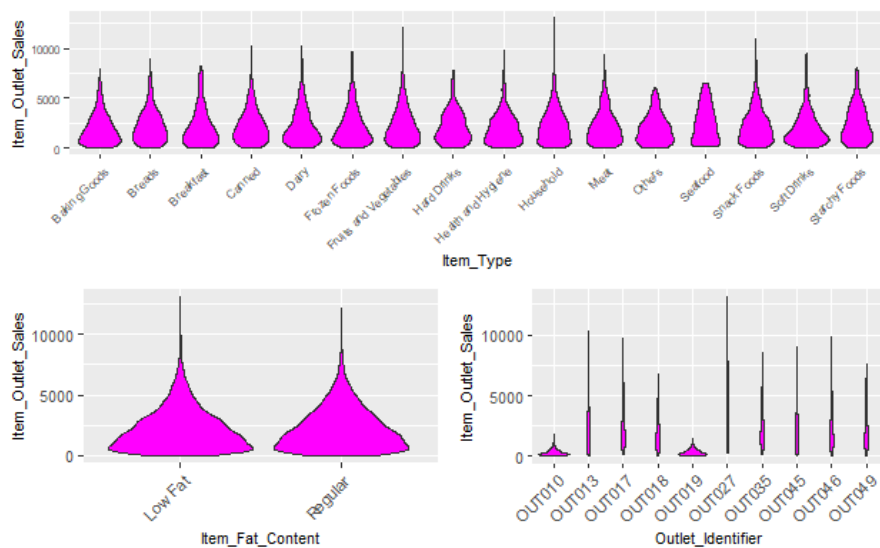 Item_Outlet_Sales
10000
5000
0
Baking Goods
Breads
Breakfast
Canned
Dairy
Frozen Foods
Fruits and Vegetables
Hard Drinks
Health and Hygiene
Household
Meat
Others
Seafood
Snack Foods
Soft Drinks
Starchy Foods
Item_Type
Item_Outlet_Sales
10000
5000
0
Low Fat
Regular
Item_Fat_Content
Item_Outlet_Sales
10000
5000
0
OUT010
OUT013
OUT017
OUT018
OUT019
OUT027
OUT035
OUT045
OUT046
OUT049
Outlet_Identifier